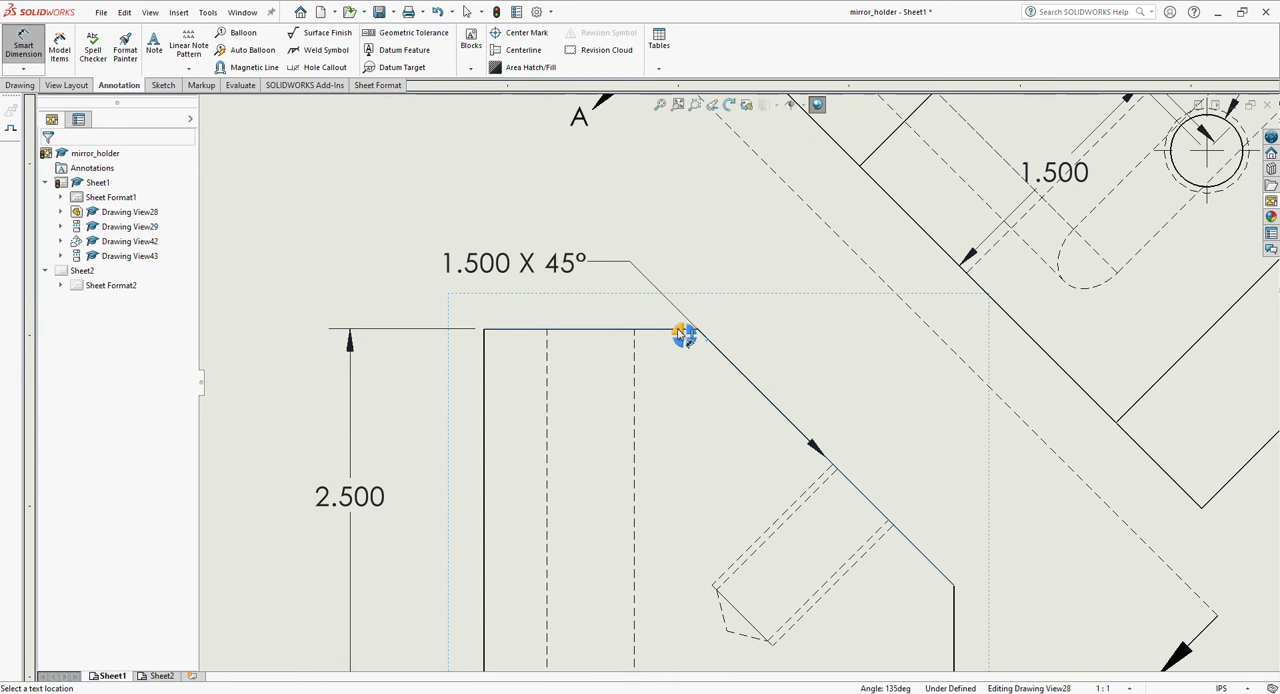 SOLIDWORKS File Edit View Insert Tools Window mirror_holder - Sheet1 * Search SOLIDWORKS Help
Smart Dimension
Model Items
Spell Checker
Format Painter
Note
Linear Note Pattern
Balloon
Auto Balloon
Magnetic Line
Surface Finish
Weld Symbol
Hole Callout
Geometric Tolerance
Datum Feature
Datum Target
Blocks
Center Mark
Centerline
Area Hatch/Fill
Revision Symbol
Revision Cloud
Tables
Drawing View Layout Annotation Sketch Markup Evaluate SOLIDWORKS Add-Ins Sheet Format
mirror_holder
Annotations
Sheet1
Sheet Format1
Drawing View28
Drawing View29
Drawing View42
Drawing View43
Sheet2
Sheet Format2
A
1.500
1.500 X 45°
2.500
Sheet1 Sheet2
Select a text location Angle: 135deg Under Defined Editing Drawing View28 1 : 1 IPS